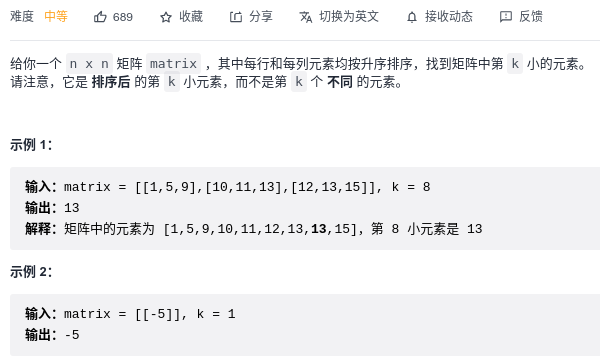 难度 中等 689 收藏 分享 切换为英文 接收动态 反馈
给你一个 n x n 矩阵 matrix ，其中每行和每列元素均按升序排序，找到矩阵中第 k 小的元素。
请注意，它是 排序后 的第 k 小元素，而不是第 k 个 不同 的元素。
示例 1：
输入：matrix = [[1,5,9],[10,11,13],[12,13,15]], k = 8
输出：13
解释：矩阵中的元素为 [1,5,9,10,11,12,13,13,15]，第 8 小元素是 13
示例 2：
输入：matrix = [[-5]], k = 1
输出：-5